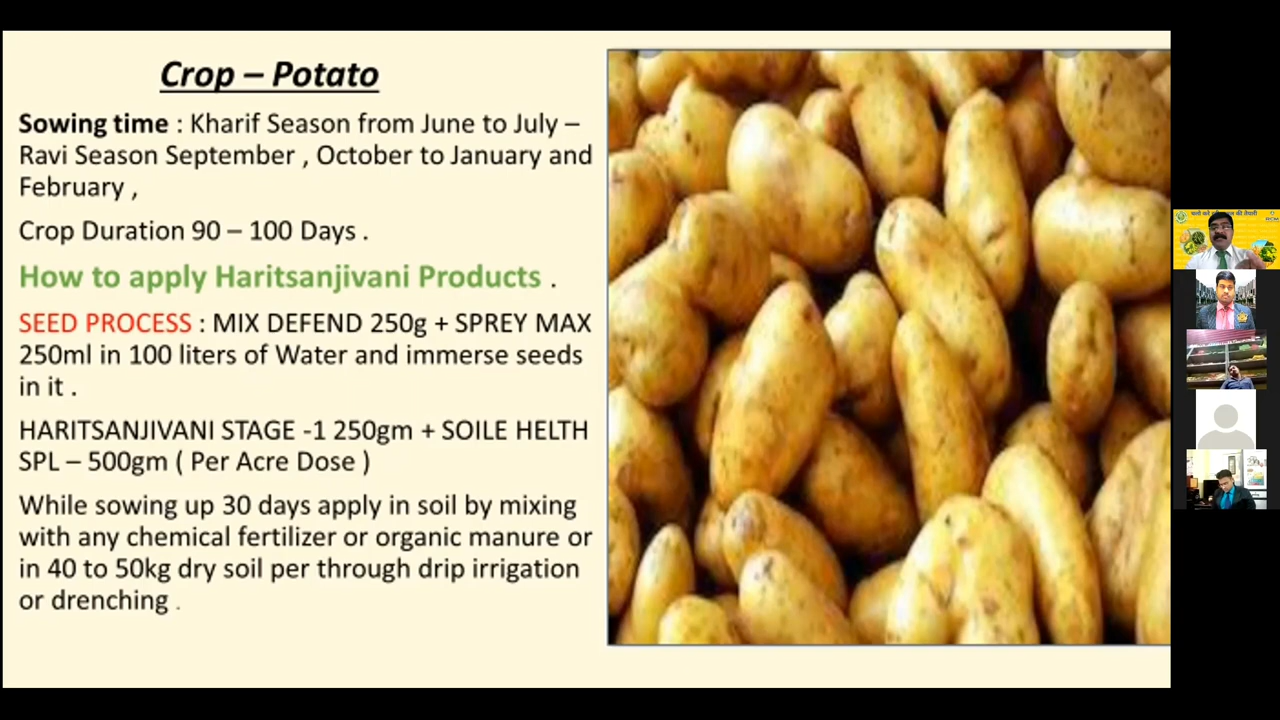 Crop – Potato
Sowing time : Kharif Season from June to July –
Ravi Season September , October to January and
February ,
Crop Duration 90 – 100 Days .
How to apply Haritsanjivani Products .
SEED PROCESS : MIX DEFEND 250g + SPREY MAX
250ml in 100 liters of Water and immerse seeds
in it .
HARITSANJIVANI STAGE -1 250gm + SOILE HELTH
SPL – 500gm ( Per Acre Dose )
While sowing up 30 days apply in soil by mixing
with any chemical fertilizer or organic manure or
in 40 to 50kg dry soil per through drip irrigation
or drenching .